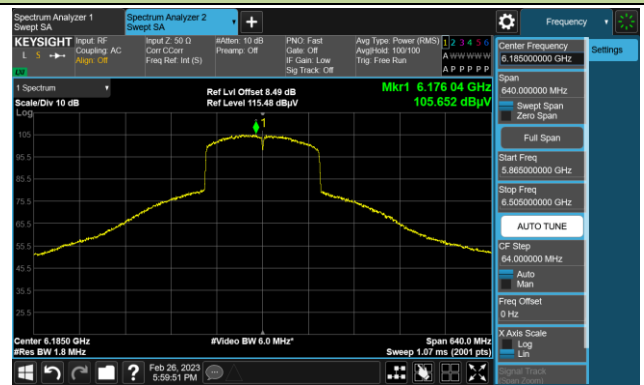 Spectrum Analyzer 1
Swept SA
Spectrum Analyzer 2
Swept SA
+
Frequency
KEYSIGHT
L S
Input: RF
Coupling: AC
Align: Off
Input Z: 50 Ω
Corr CCorr
Freq Ref: Int (S)
#Atten: 10 dB
Preamp: Off
PNO: Fast
Gate: Off
IF Gain: Low
Sig Track: Off
Avg Type: Power (RMS)
Avg|Hold: 100/100
Trig: Free Run
1 2 3 4 5 6
A W W W W W
A P P P P P
1 Spectrum
Scale/Div 10 dB
Log
Ref Lvl Offset 8.49 dB
Ref Level 115.48 dBµV
Mkr1 6.176 04 GHz
105.652 dBµV
1
105
95.5
85.5
75.5
65.5
55.5
45.5
35.5
25.5
Center 6.1850 GHz
#Res BW 1.8 MHz
#Video BW 6.0 MHz*
Span 640.0 MHz
Sweep 1.07 ms (2001 pts)
Center Frequency
6.185000000 GHz
Settings
Span
640.000000 MHz
Swept Span
Zero Span
Full Span
Start Freq
5.865000000 GHz
Stop Freq
6.505000000 GHz
AUTO TUNE
CF Step
64.000000 MHz
Auto
Man
Freq Offset
0 Hz
X Axis Scale
Log
Lin
Signal Track
(Span Zoom)
?
Feb 26, 2023
5:59:51 PM